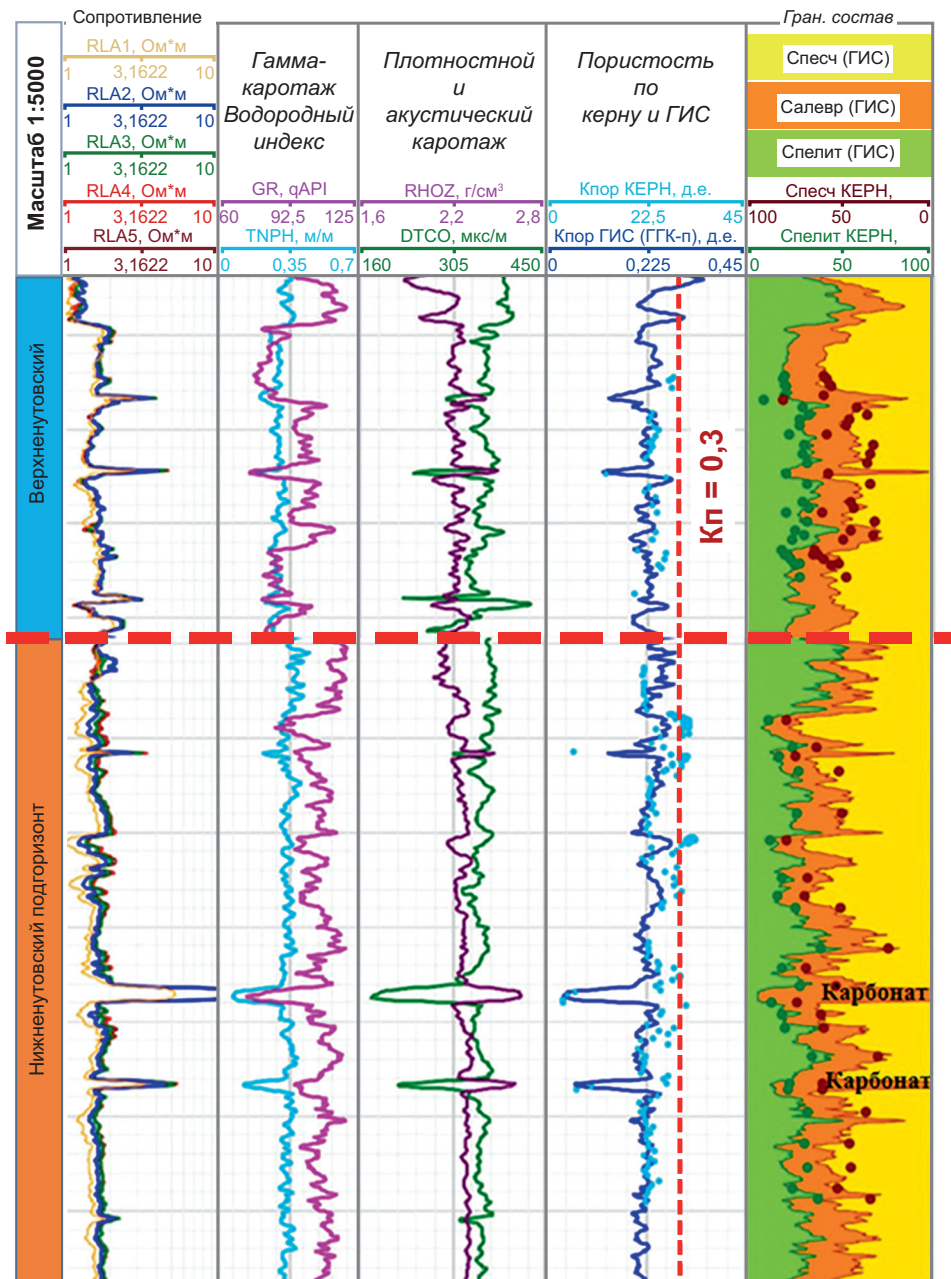 Сопротивление
Гран. состав
Масштаб 1:5000
RLA1, Ом*м
1 3,1622 10
RLA2, Ом*м
1 3,1622 10
RLA3, Ом*м
1 3,1622 10
RLA4, Ом*м
1 3,1622 10
RLA5, Ом*м
1 3,1622 10
Гамма-
каротаж
Водородный
индекс
GR, qAPI
60 92,5 125
TNPH, м/м
0 0,35 0,7
Плотностной
и
акустический
каротаж
RHOZ, г/см³
1,6 2,2 2,8
DTCO, мкс/м
160 305 450
Пористость
по
керну и ГИС
Кпор КЕРН, д.е.
0 22,5 45
Кпор ГИС (ГГК-п), д.е.
0 0,225 0,45
Спесч (ГИС)
Салевр (ГИС)
Спелит (ГИС)
Спесч КЕРН,
100 50 0
Спелит КЕРН,
0 50 100
Верхненутовский
Кп = 0,3
Нижненутовский подгоризонт
Карбонат
Карбонат